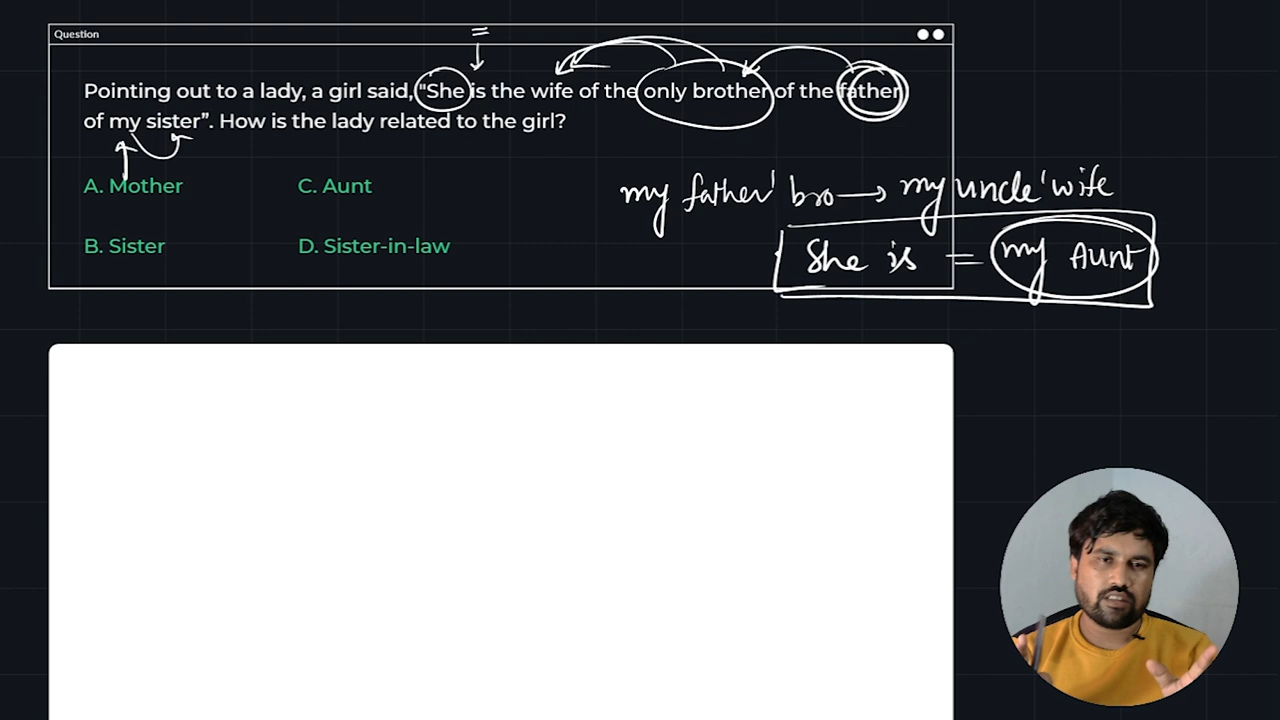 Question
Pointing out to a lady, a girl said, "She is the wife of the only brother of the father
of my sister”. How is the lady related to the girl?
A. Mother
C. Aunt
B. Sister
D. Sister-in-law
=
my father' bro → my uncle' wife
She is = my Aunt